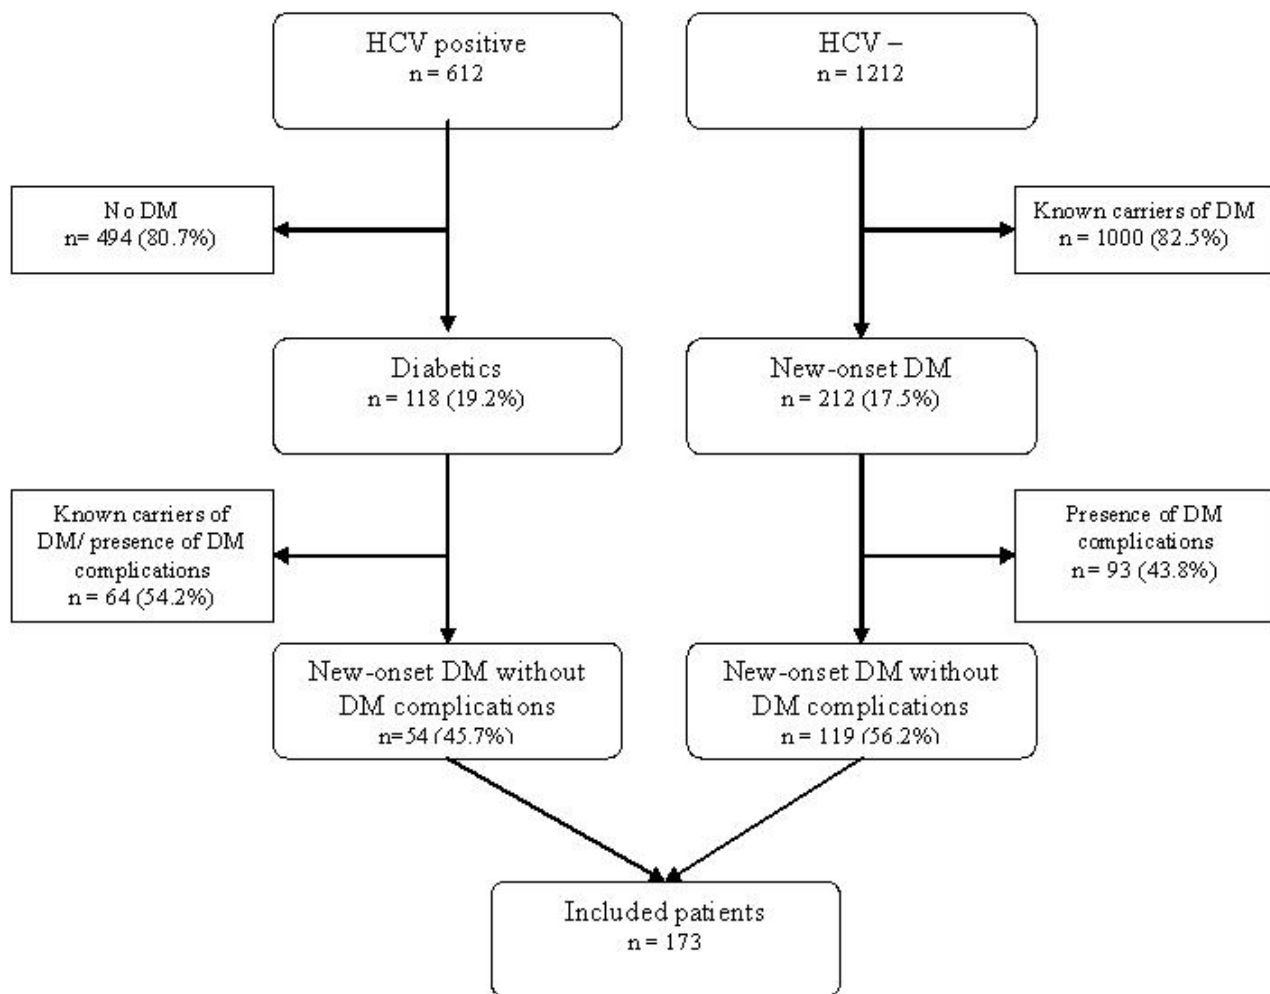 HCV positive
n = 612
HCV –
n = 1212
No DM
n= 494 (80.7%)
Known carriers of DM
n = 1000 (82.5%)
Diabetics
n = 118 (19.2%)
New-onset DM
n = 212 (17.5%)
Known carriers of
DM/ presence of DM
complications
n = 64 (54.2%)
Presence of DM
complications
n= 93 (43.8%)
New-onset DM without
DM complications
n=54 (45.7%)
New-onset DM without
DM complications
n = 119 (56.2%)
Included patients
n = 173